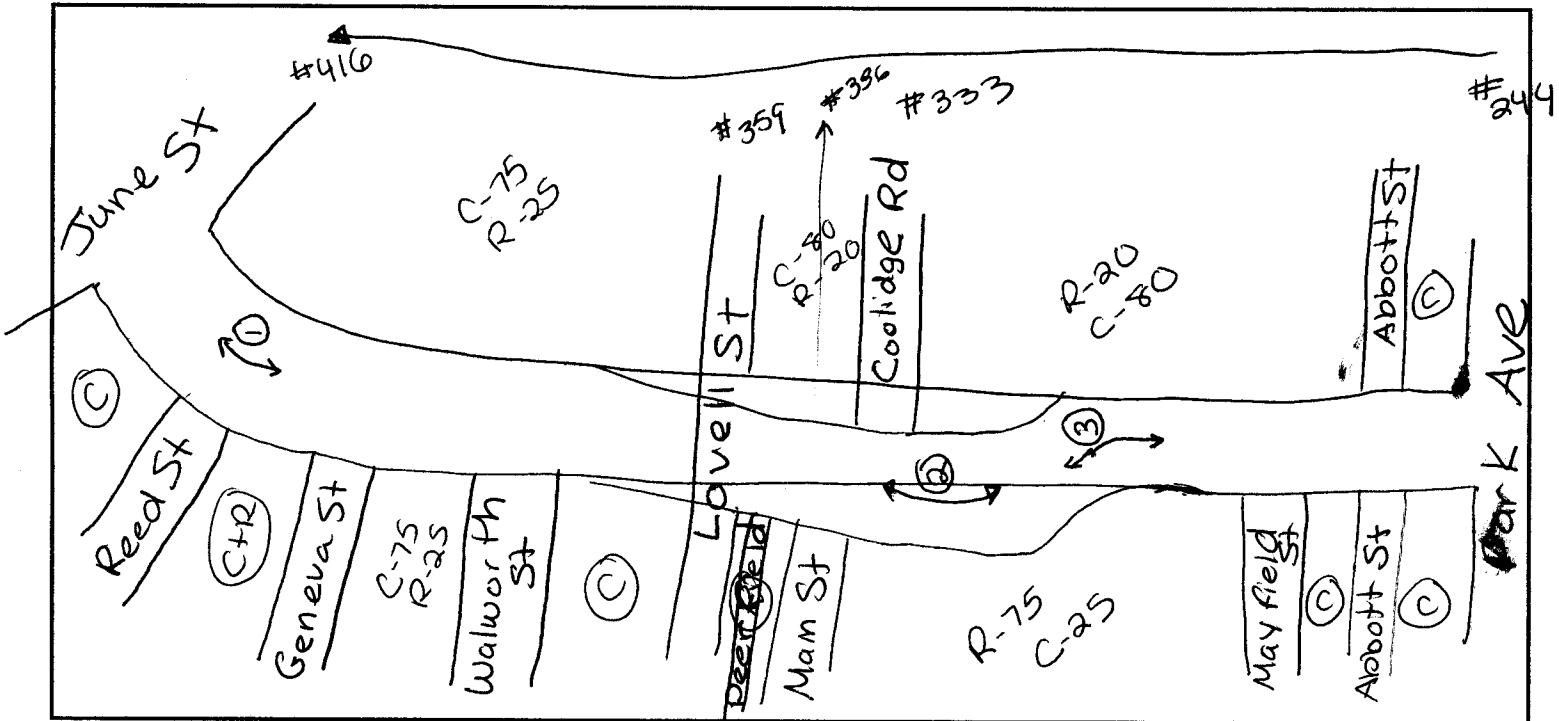 #416
#244
#396
#359
#333
June St
C-75
R-25
C-80
R-20
Coolidge Rd
R-20
C-80
Abbott St
C
Park Ave
Lovell St
1
2
3
C
Reed St
C+R
Geneva St
C-75
R-25
Walworth
St
C
Deerfield
Mam St
R-75
C-25
May field
St
C
Abbott St
C